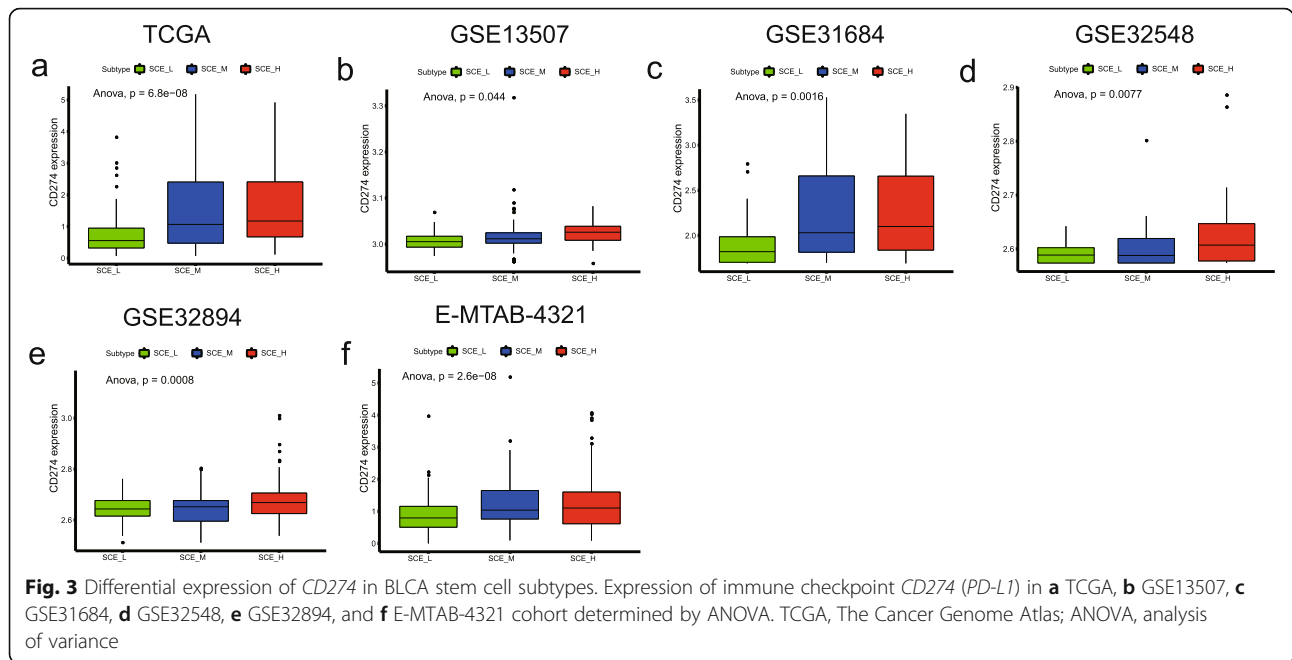 TCGA
GSE13507
GSE31684
GSE32548
a
Subtype SCE_L SCE_M SCE_H
Anova, p = 6.8e−08
CD274 expression
5
4
3
2
1
0
SCE_L SCE_M SCE_H
b
Subtype SCE_L SCE_M SCE_H
Anova, p = 0.044
CD274 expression
3.3
3.1
3.0
SCE_L SCE_M SCE_H
c
Subtype SCE_L SCE_M SCE_H
Anova, p = 0.0016
CD274 expression
3.5
3.0
2.5
2.0
SCE_L SCE_M SCE_H
d
Subtype SCE_L SCE_M SCE_H
Anova, p = 0.0077
CD274 expression
2.9
2.8
2.7
2.6
SCE_L SCE_M SCE_H
GSE32894
E-MTAB-4321
e
Subtype SCE_L SCE_M SCE_H
Anova, p = 0.0008
CD274 expression
3.0
2.8
2.6
SCE_L SCE_M SCE_H
f
Subtype SCE_L SCE_M SCE_H
Anova, p = 2.6e−08
CD274 expression
5
4
3
2
1
0
SCE_L SCE_M SCE_H
Fig. 3 Differential expression of CD274 in BLCA stem cell subtypes. Expression of immune checkpoint CD274 (PD-L1) in a TCGA, b GSE13507, c
GSE31684, d GSE32548, e GSE32894, and f E-MTAB-4321 cohort determined by ANOVA. TCGA, The Cancer Genome Atlas; ANOVA, analysis
of variance